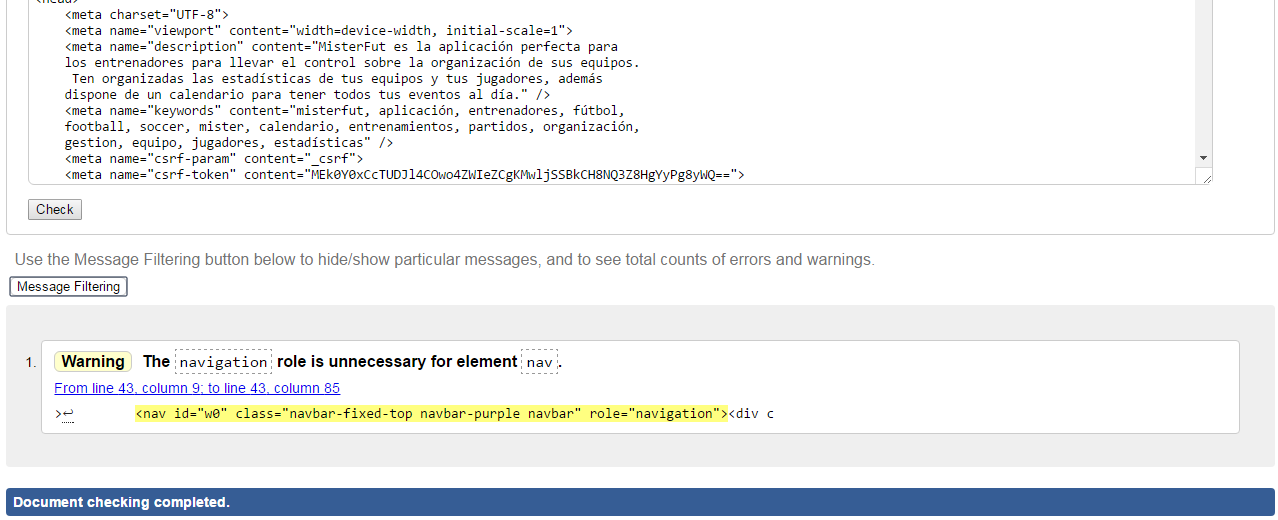 <head>
<meta charset="UTF-8">
<meta name="viewport" content="width=device-width, initial-scale=1">
<meta name="description" content="MisterFut es la aplicación perfecta para
los entrenadores para llevar el control sobre la organización de sus equipos.
Ten organizadas las estadísticas de tus equipos y tus jugadores, además
dispone de un calendario para tener todos tus eventos al día." />
<meta name="keywords" content="misterfut, aplicación, entrenadores, fútbol,
football, soccer, mister, calendario, entrenamientos, partidos, organización,
gestion, equipo, jugadores, estadísticas" />
<meta name="csrf-param" content="_csrf">
<meta name="csrf-token" content="MEk0Y0xCcTUDJl4COwo4ZWIeZCgKMwljSSBkCH8NQ3Z8HgYyPg8yWQ==">
Check
Use the Message Filtering button below to hide/show particular messages, and to see total counts of errors and warnings.
Message Filtering
1. Warning The navigation role is unnecessary for element nav.
From line 43, column 9; to line 43, column 85
>↩ <nav id="w0" class="navbar-fixed-top navbar-purple navbar" role="navigation"><div c
Document checking completed.